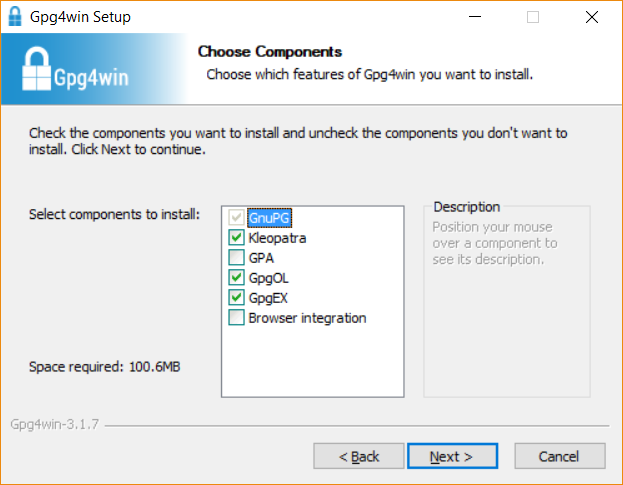 Gpg4win Setup
Gpg4win
Choose Components
Choose which features of Gpg4win you want to install.
Check the components you want to install and uncheck the components you don't want to
install. Click Next to continue.
Select components to install:
GnuPG
Kleopatra
GPA
GpgOL
GpgEX
Browser integration
Description
Position your mouse
over a component to
see its description.
Space required: 100.6MB
Gpg4win-3.1.7
< Back
Next >
Cancel